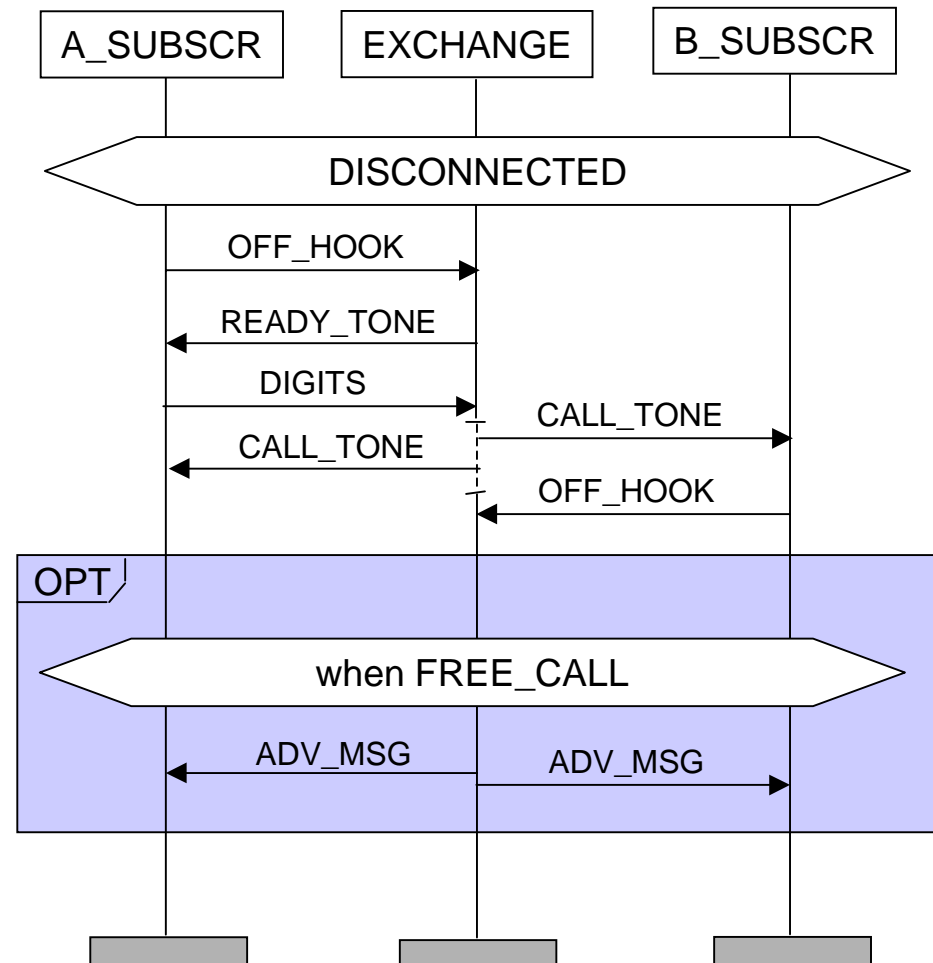 A_SUBSCR
EXCHANGE
B_SUBSCR
DISCONNECTED
OFF_HOOK
READY_TONE
DIGITS
CALL_TONE
CALL_TONE
OFF_HOOK
OPT
when FREE_CALL
ADV_MSG
ADV_MSG